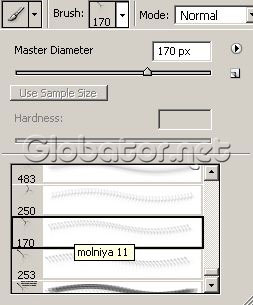 Brush: 170 Mode: Normal
Master Diameter 170 px
Use Sample Size
Hardness:
Globator.net
483
250
170
molniya 11
253